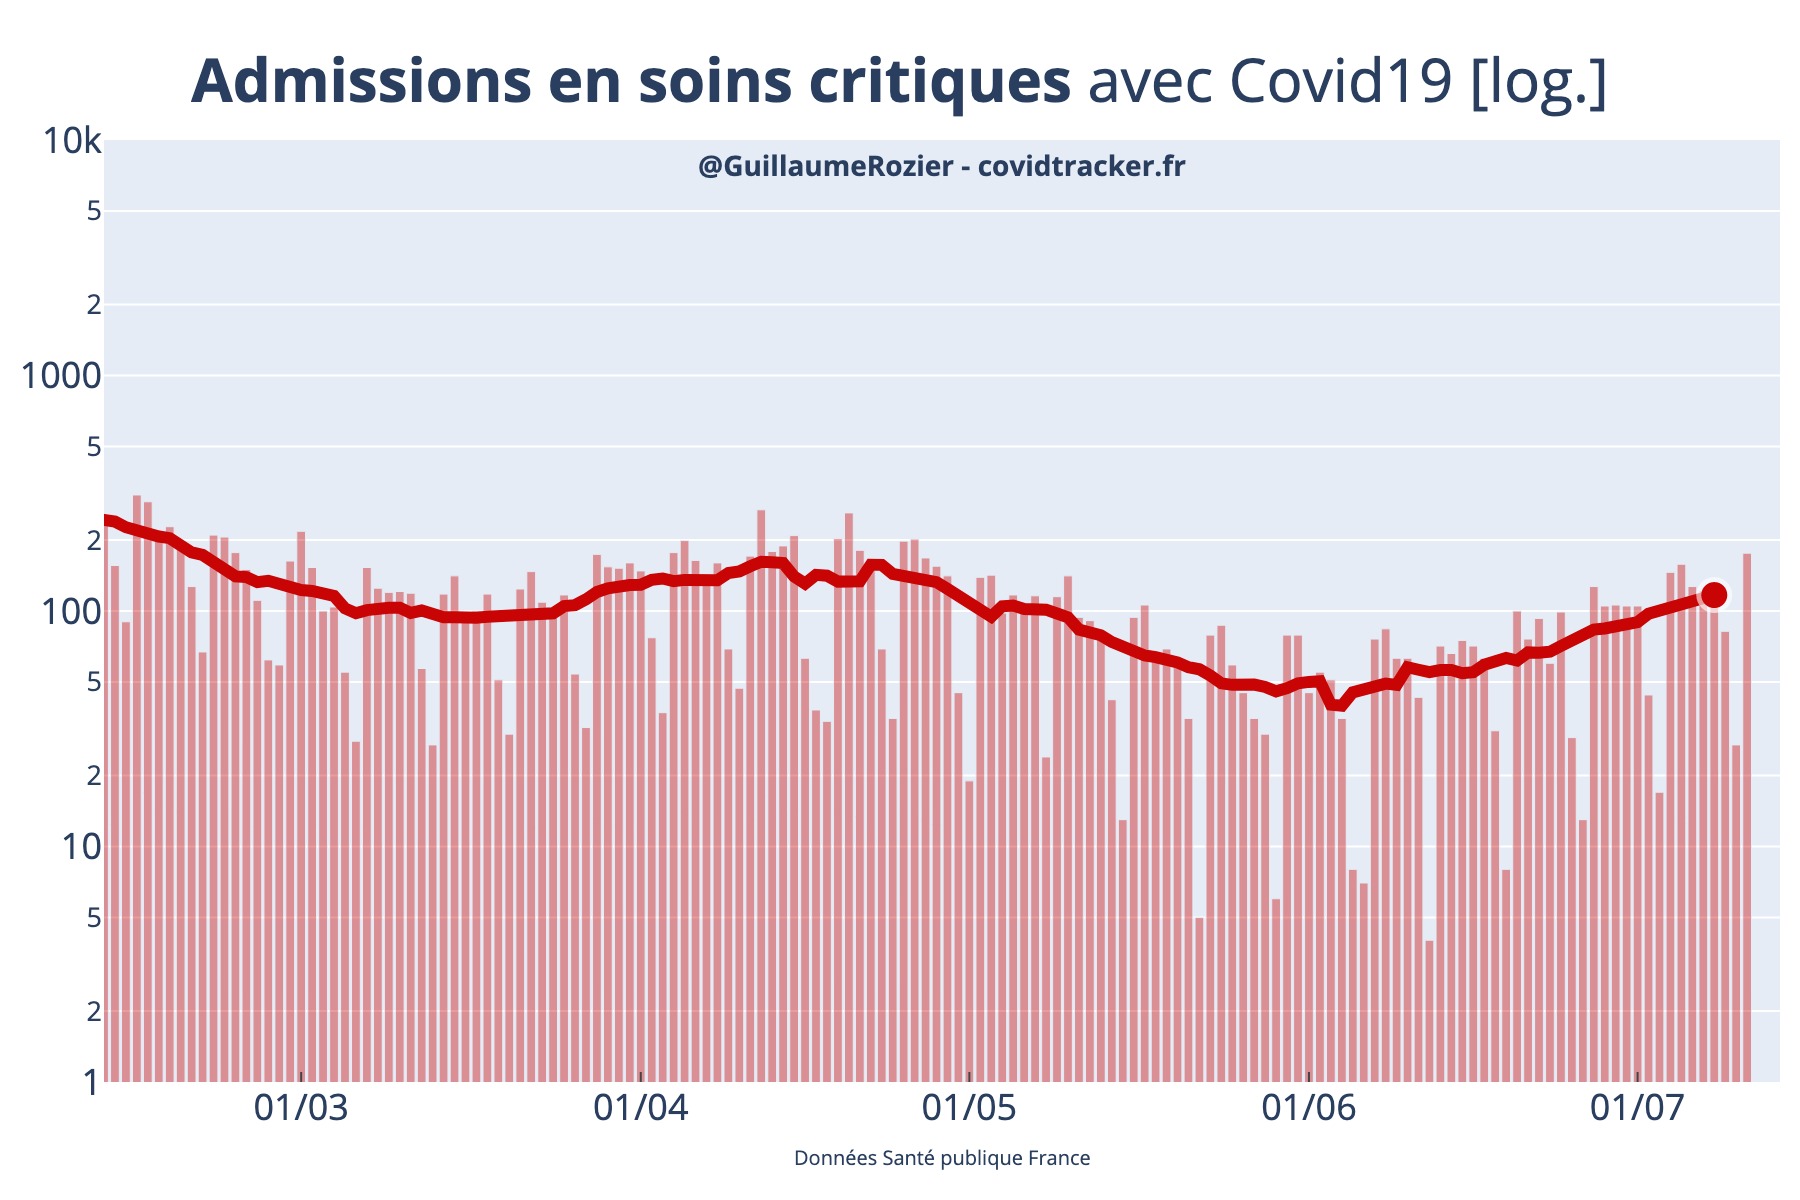 Admissions en soins critiques avec Covid19 [log.]
@GuillaumeRozier - covidtracker.fr
10k
5
2
1000
5
2
100
5
2
10
5
2
1
01/03 01/04 01/05 01/06 01/07
Données Santé publique France